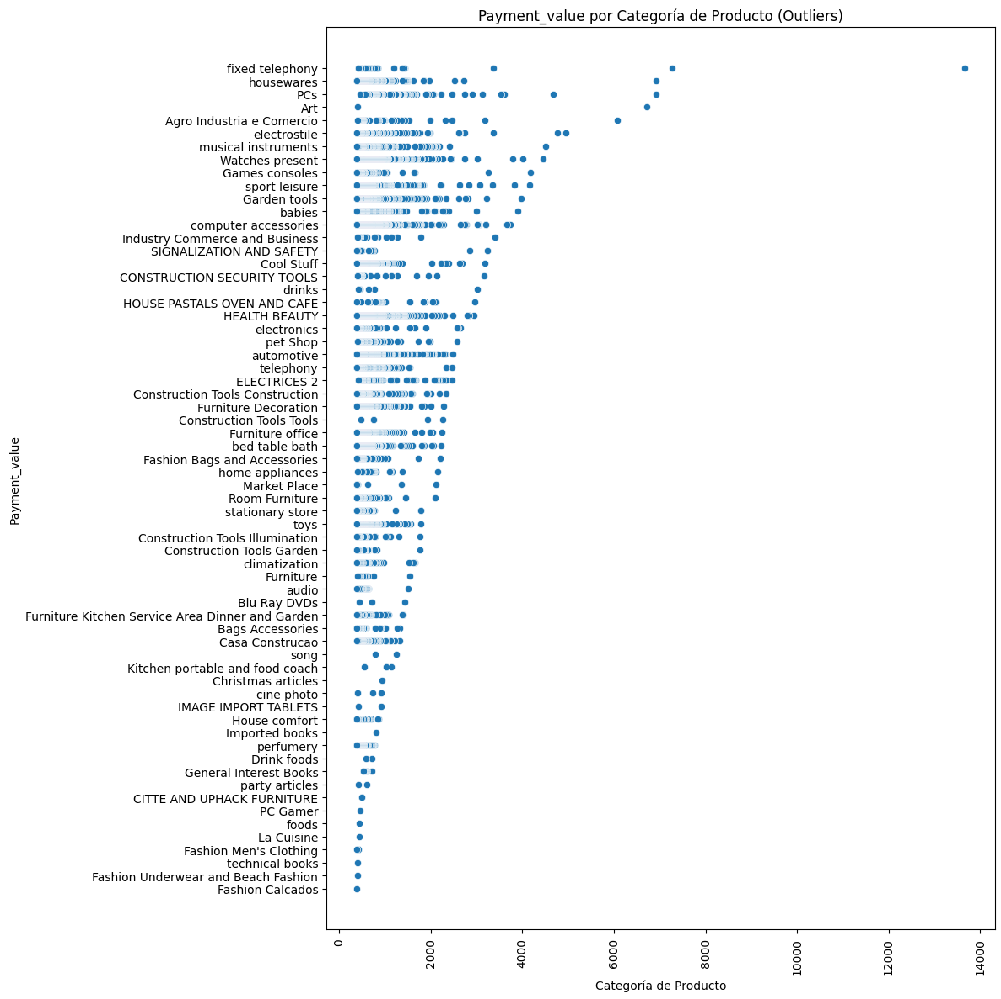 Payment_value por Categoría de Producto (Outliers)
fixed telephony
housewares
PCs
Art
Agro Industria e Comercio
electrostile
musical instruments
Watches present
Games consoles
sport leisure
Garden tools
babies
computer accessories
Industry Commerce and Business
SIGNALIZATION AND SAFETY
Cool Stuff
CONSTRUCTION SECURITY TOOLS
drinks
HOUSE PASTALS OVEN AND CAFE
HEALTH BEAUTY
electronics
pet Shop
automotive
telephony
ELECTRICES 2
Construction Tools Construction
Furniture Decoration
Construction Tools Tools
Furniture office
bed table bath
Fashion Bags and Accessories
home appliances
Market Place
Room Furniture
stationary store
toys
Construction Tools Illumination
Construction Tools Garden
climatization
Furniture
audio
Blu Ray DVDs
Furniture Kitchen Service Area Dinner and Garden
Bags Accessories
Casa Construcao
song
Kitchen portable and food coach
Christmas articles
cine photo
IMAGE IMPORT TABLETS
House comfort
Imported books
perfumery
Drink foods
General Interest Books
party articles
CITTE AND UPHACK FURNITURE
PC Gamer
foods
La Cuisine
Fashion Men's Clothing
technical books
Fashion Underwear and Beach Fashion
Fashion Calcados
Payment_value
0
2000
4000
6000
8000
10000
12000
14000
Categoría de Producto